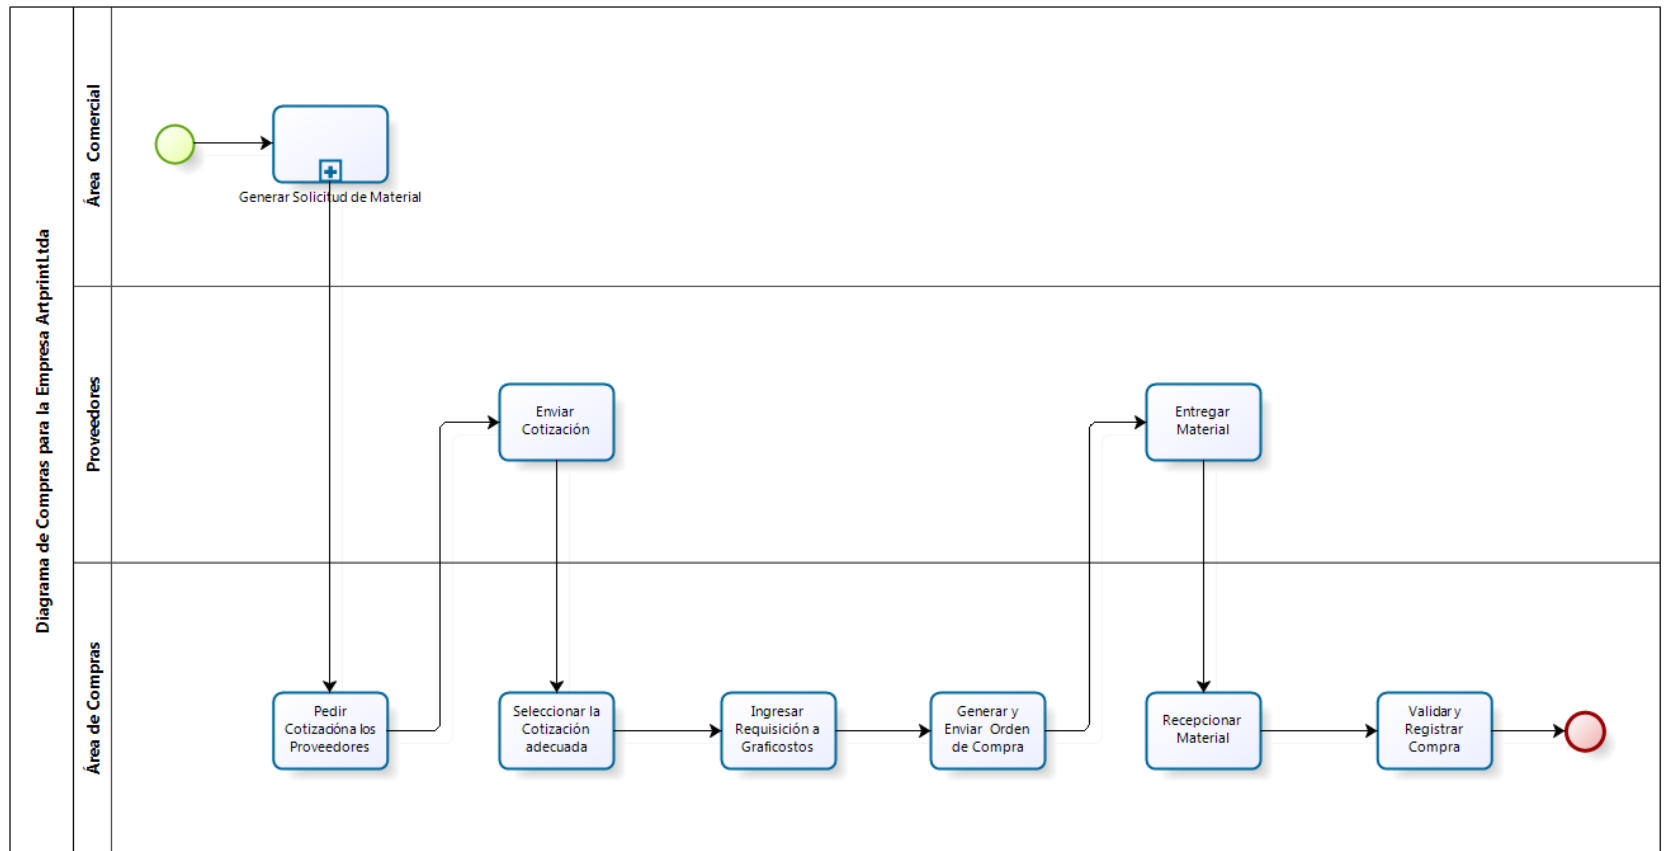 Diagrama de Compras para la Empresa ArtprintLtda
Área  Comercial
Generar Solicitud de Material
Proveedores
Enviar
Cotización
Entregar
Material
Área de Compras
Pedir
Cotizacióna los
Proveedores
Seleccionar la
Cotización
adecuada
Ingresar
Requisición a
Graficostos
Generar y
Enviar  Orden
de Compra
Recepcionar
Material
Validar y
Registrar
Compra